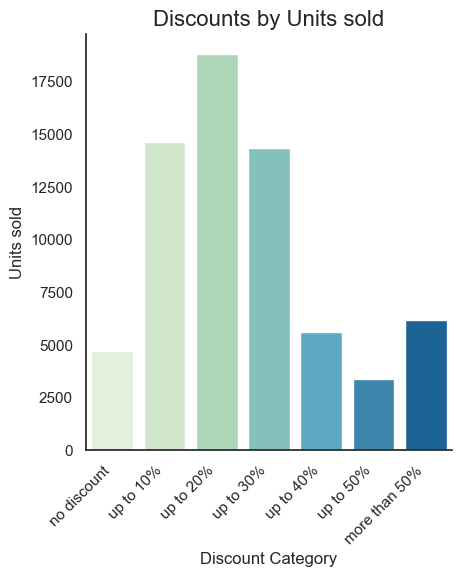 Discounts by Units sold
Units sold
17500
15000
12500
10000
7500
5000
2500
0
no discount
up to 10%
up to 20%
up to 30%
up to 40%
up to 50%
more than 50%
Discount Category